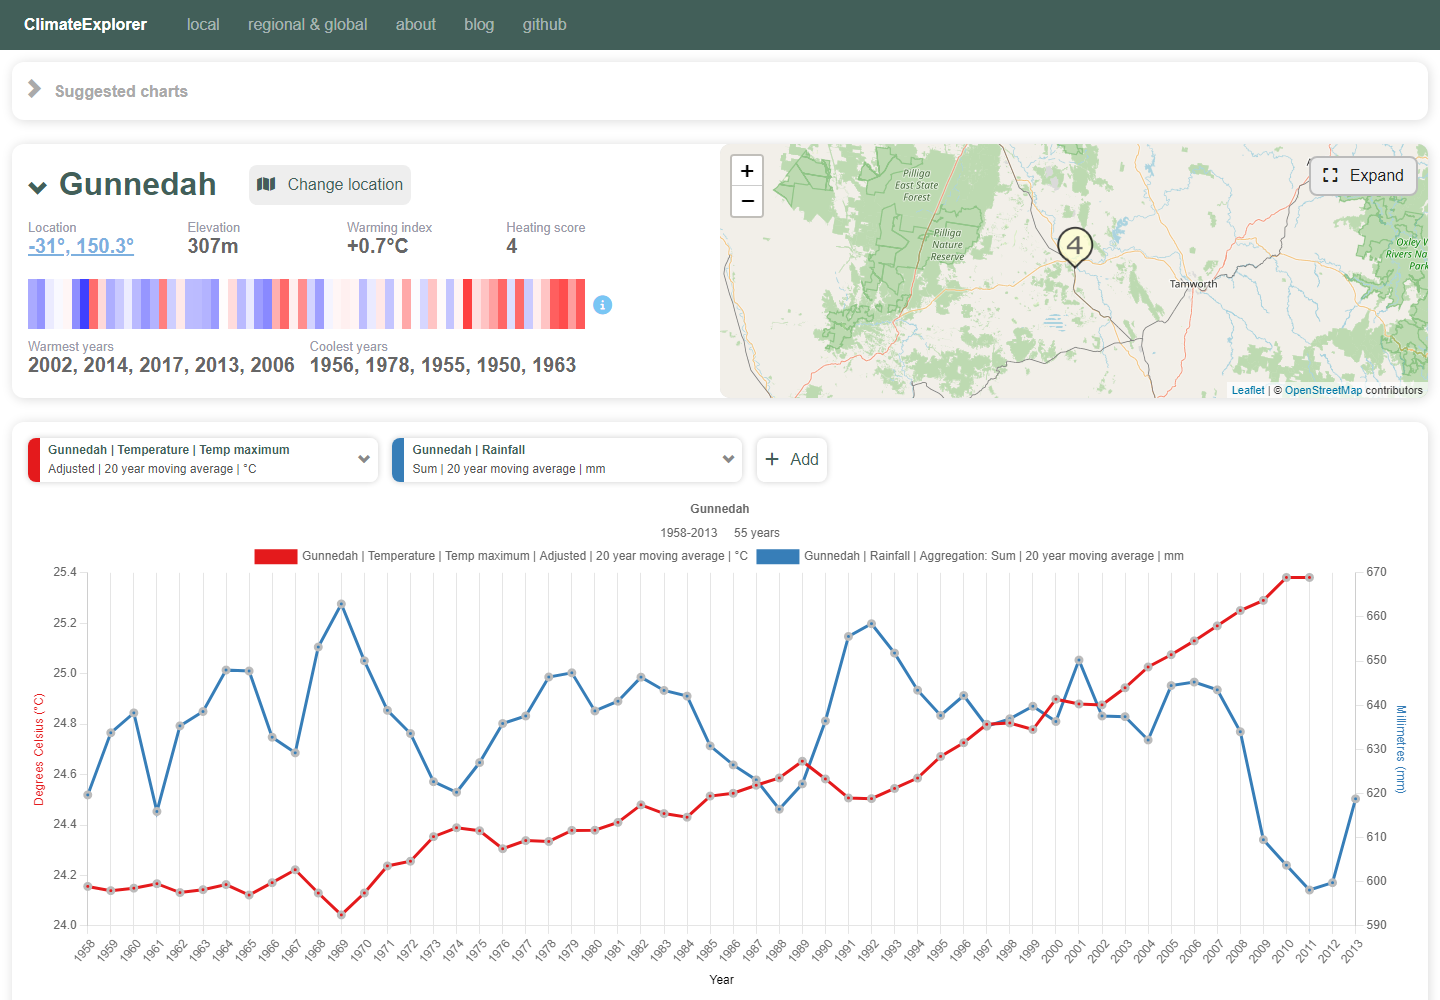 ClimateExplorer local regional & global about blog github
Suggested charts
Gunnedah Change location
Location Elevation Warming index Heating score
-31°, 150.3° 307m +0.7°C 4
Warmest years Coolest years
2002, 2014, 2017, 2013, 2006 1956, 1978, 1955, 1950, 1963
+
−
Expand
Pilliga
East State
Forest
Pilliga
Nature
Reserve
4
Tamworth
Oxley W
Rivers Na
Park
Leaflet | © OpenStreetMap contributors
Gunnedah | Temperature | Temp maximum
Adjusted | 20 year moving average | °C
Gunnedah | Rainfall
Sum | 20 year moving average | mm
+ Add
Gunnedah
1958-2013 55 years
Gunnedah | Temperature | Temp maximum | Adjusted | 20 year moving average | °C Gunnedah | Rainfall | Aggregation: Sum | 20 year moving average | mm
25.4
25.2
25.0
24.8
24.6
24.4
24.2
24.0
Degrees Celsius (°C)
670
660
650
640
630
620
610
600
590
Millimetres (mm)
1958 1959 1960 1961 1962 1963 1964 1965 1966 1967 1968 1969 1970 1971 1972 1973 1974 1975 1976 1977 1978 1979 1980 1981 1982 1983 1984 1985 1986 1987 1988 1989 1990 1991 1992 1993 1994 1995 1996 1997 1998 1999 2000 2001 2002 2003 2004 2005 2006 2007 2008 2009 2010 2011 2012 2013
Year